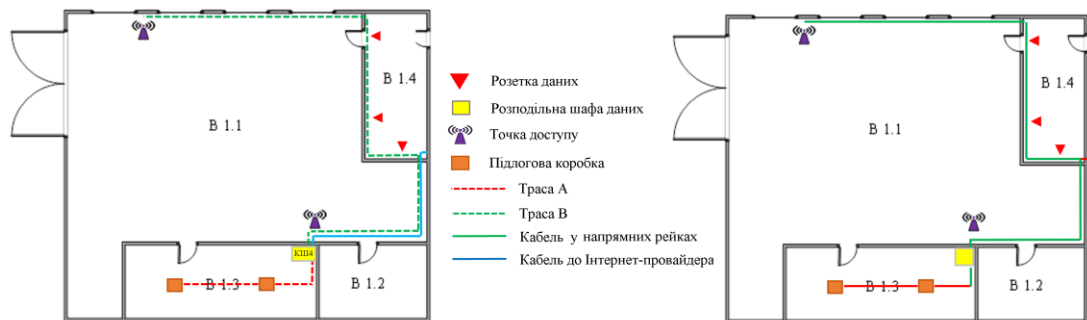 В 1.4
В 1.1
КШ4
В 1.3
В 1.2
Розетка даних
Розподільна шафа даних
Точка доступу
Підлогова коробка
Траса А
Траса В
Кабель у напрямних рейках
Кабель до Інтернет-провайдера
В 1.4
В 1.1
В 1.3
В 1.2